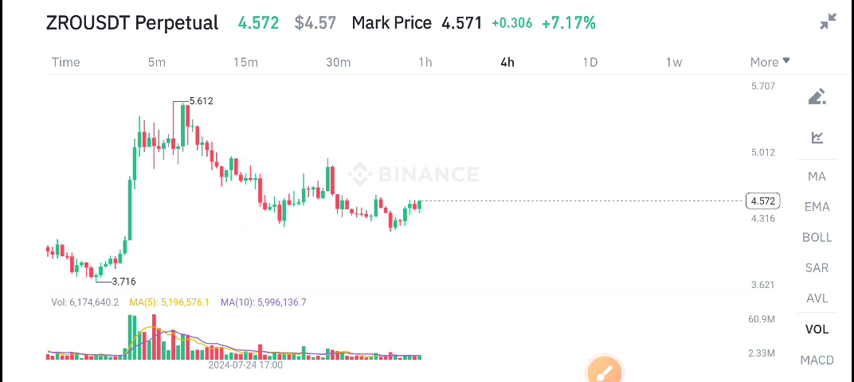 ZROUSDT Perpetual 4.572 $4.57 Mark Price 4.571 +0.306 +7.17%
Time 5m 15m 30m 1h 4h 1D 1w More
5.707
5.612
5.012
BINANCE
MA
4.572
EMA
4.316
BOLL
SAR
3.716
3.621
AVL
Vol: 6,174,640.2 MA(5): 5,196,576.1 MA(10): 5,996,136.7
60.9M
VOL
2.33M
MACD
2024-07-24 17:00